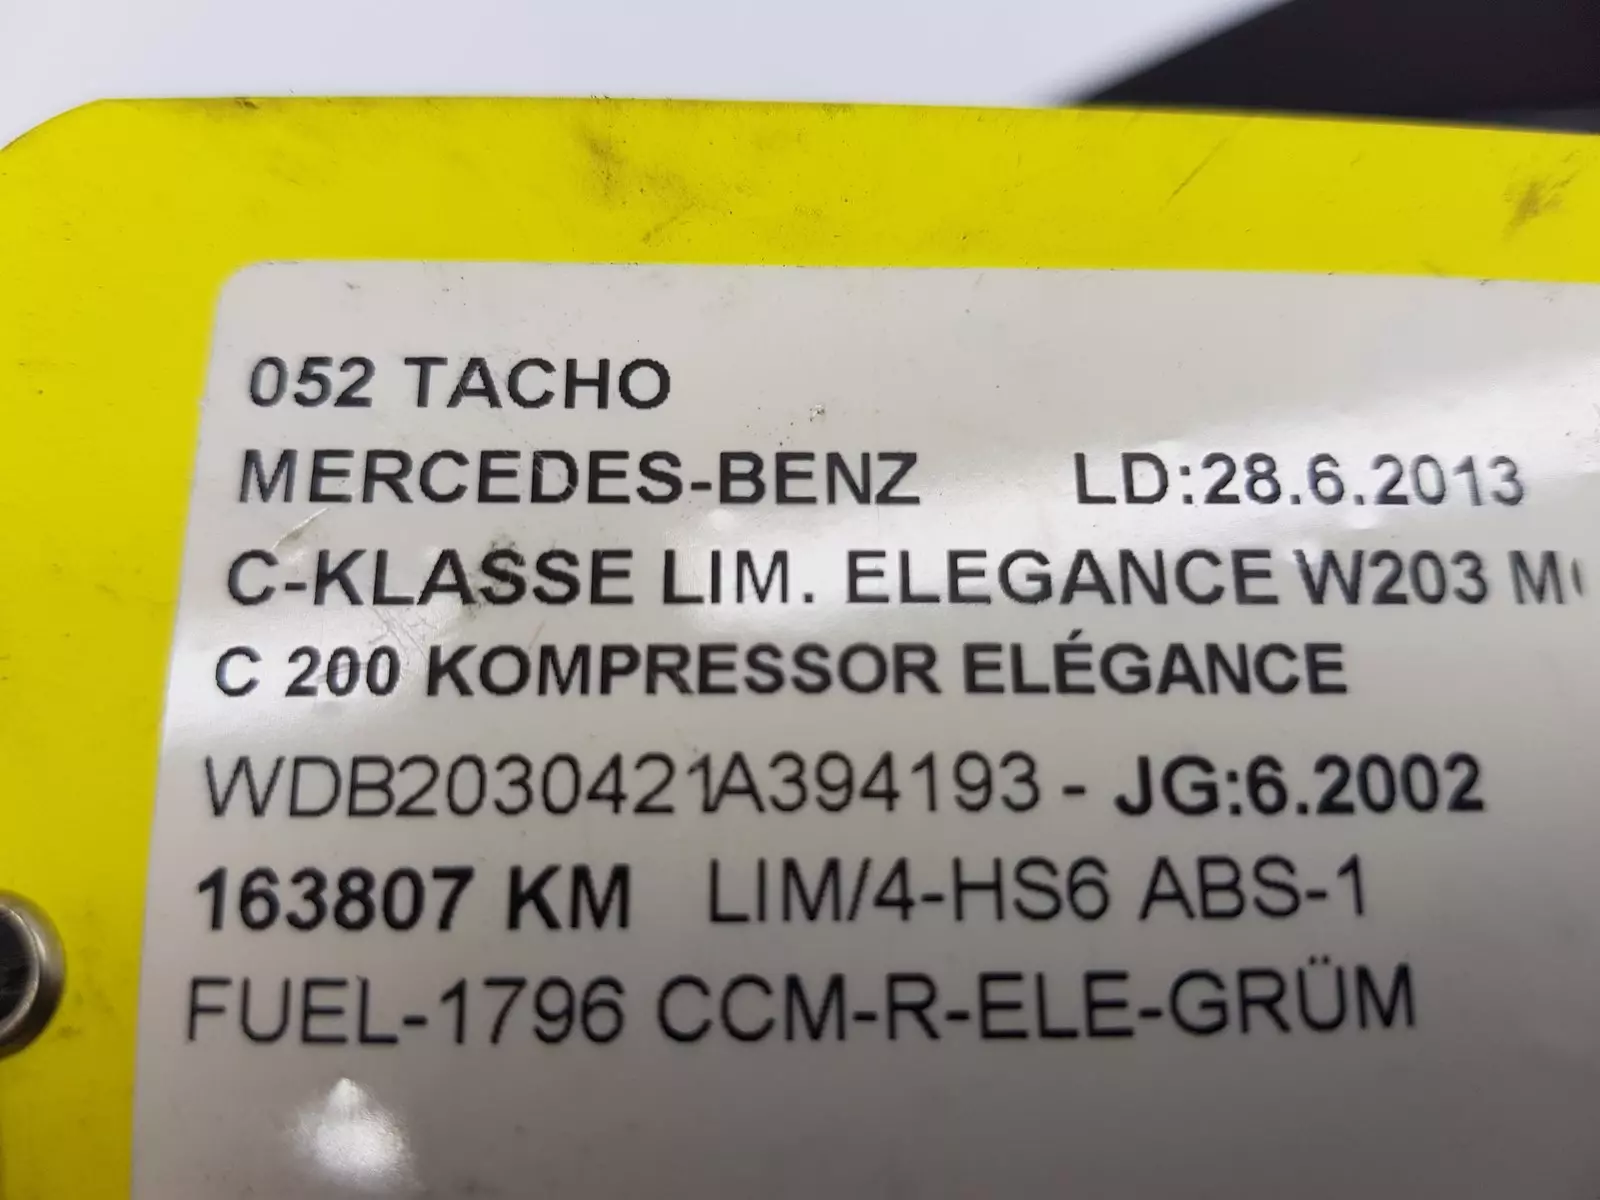 052 TACHO
MERCEDES-BENZ LD:28.6.2013
C-KLASSE LIM. ELEGANCE W203
C 200 KOMPRESSOR ELÉGANCE
WDB2030421A394193 - JG:6.2002
163807 KM LIM/4-HS6 ABS-1
FUEL-1796 CCM-R-ELE-GRÜM